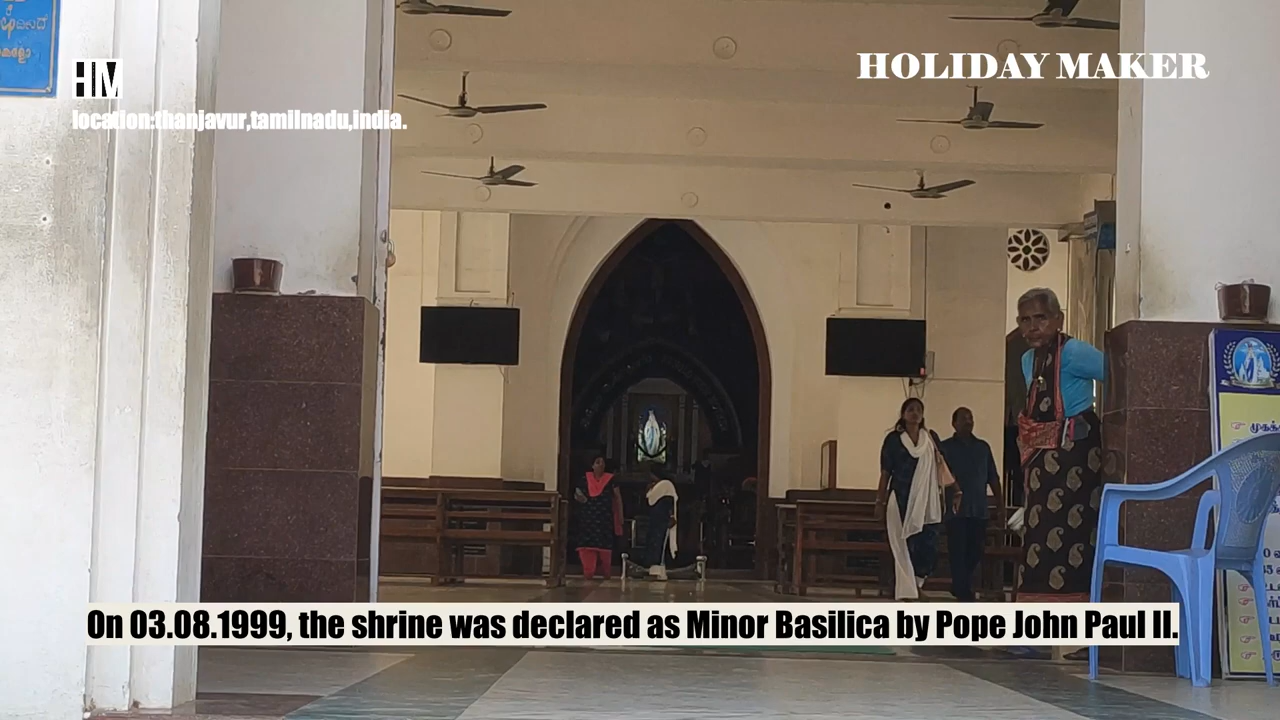 HM
HOLIDAY MAKER
location:thanjavur,tamilnadu,india.
On 03.08.1999, the shrine was declared as Minor Basilica by Pope John Paul II.